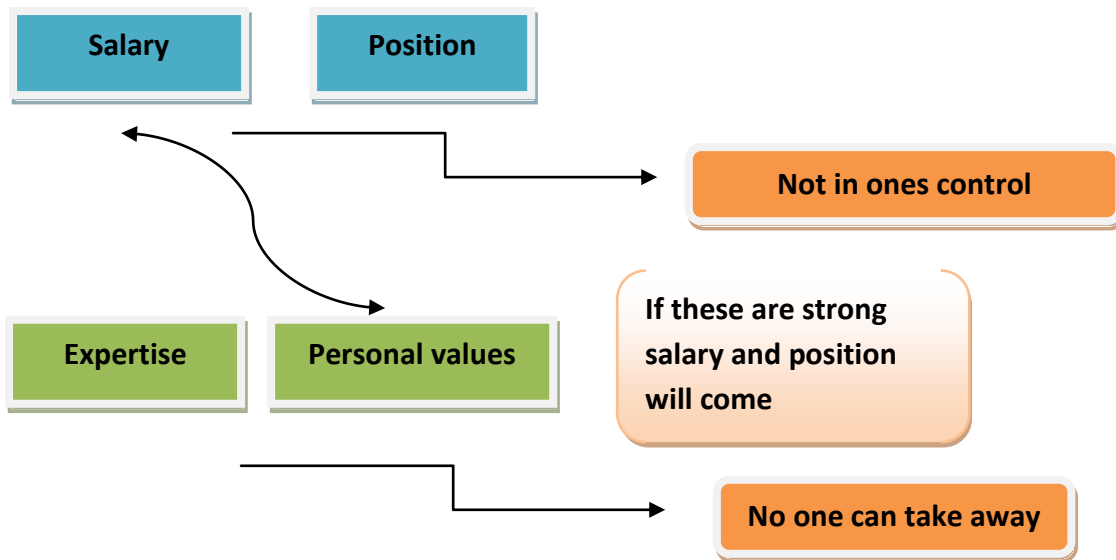 Salary
Position
Not in ones control
If these are strong
salary and position
will come
Expertise
Personal values
No one can take away